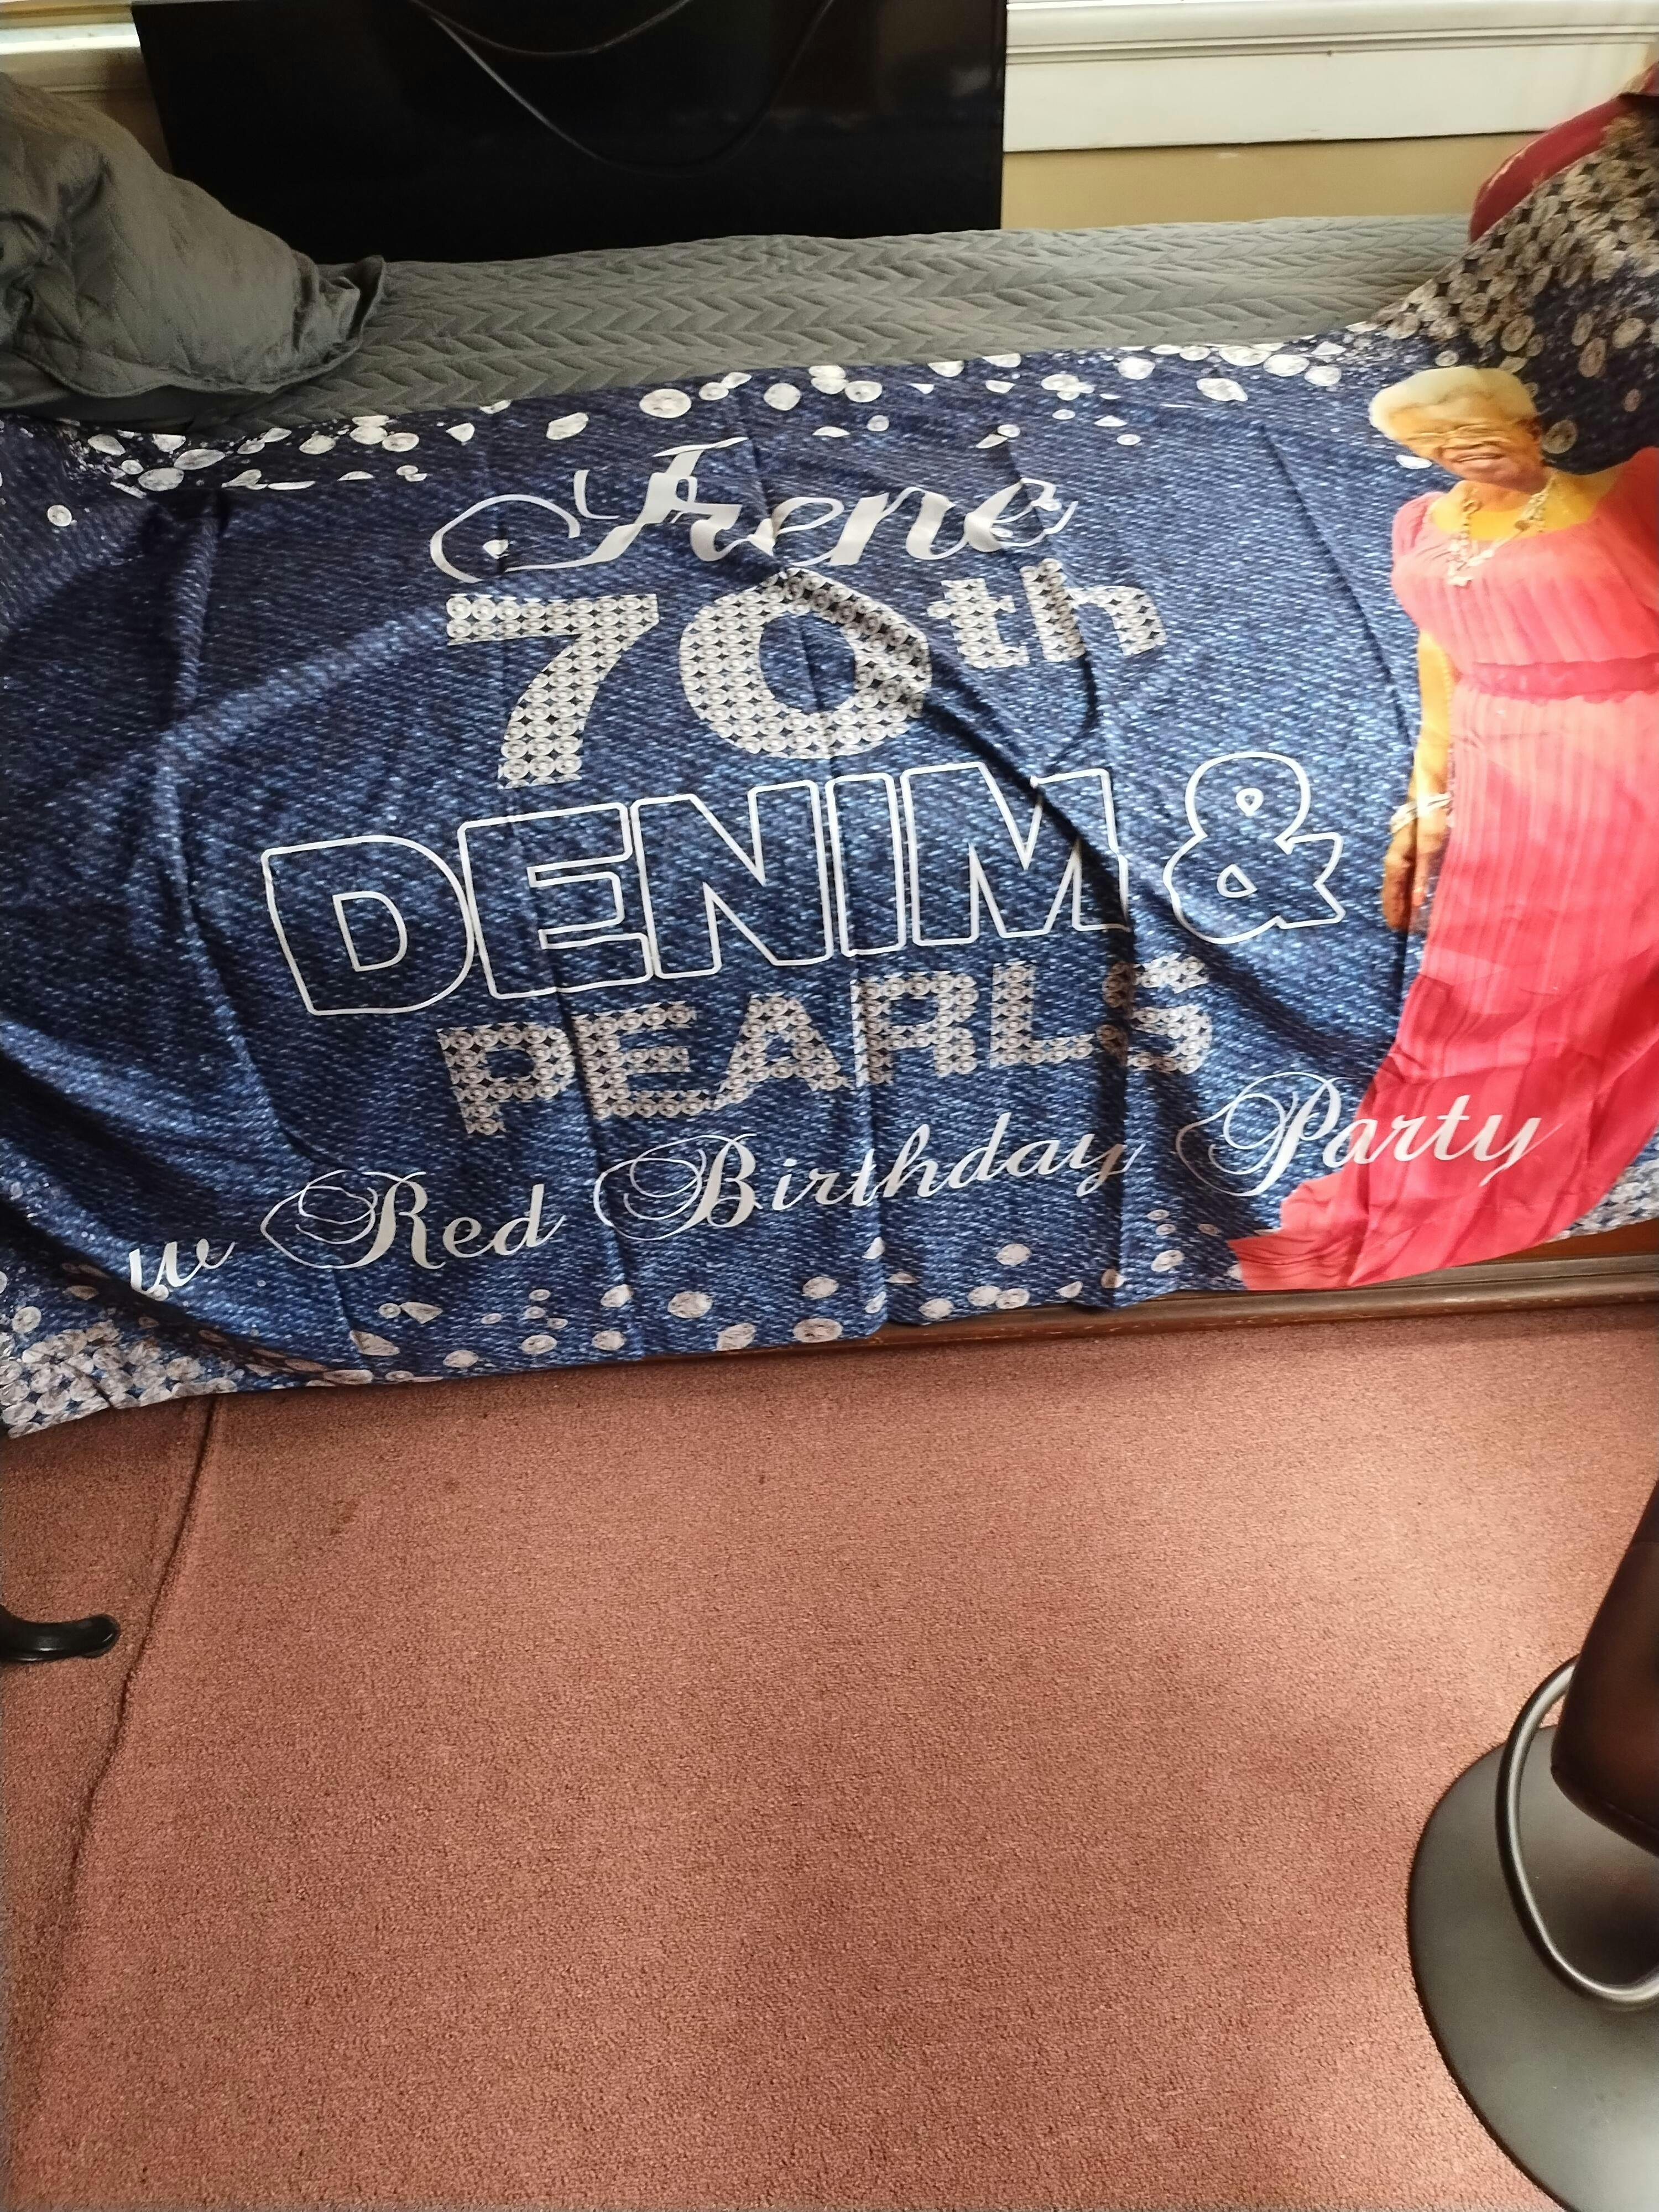 Irene
70th
DENIM &
PEARLS
w Red Birthday Party